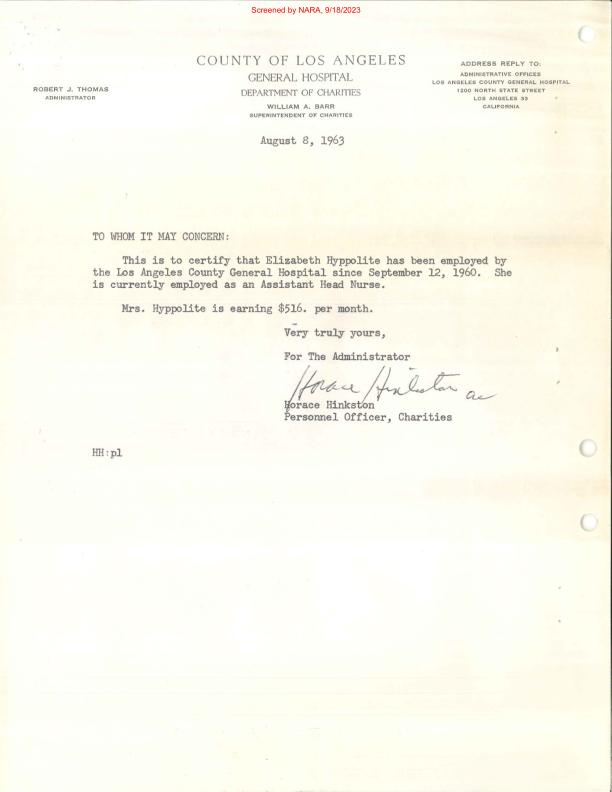 Screened by NARA, 9/18/2023
COUNTY OF LOS ANGELES
GENERAL HOSPITAL
DEPARTMENT OF CHARITIES
WILLIAM A. BARR
SUPERINTENDENT OF CHARITIES
ROBERT J. THOMAS
ADMINISTRATOR
ADDRESS REPLY TO:
ADMINISTRATIVE OFFICES
LOS ANGELES COUNTY GENERAL HOSPITAL
1200 NORTH STATE STREET
LOS ANGELES 33
CALIFORNIA
August 8, 1963
TO WHOM IT MAY CONCERN:
This is to certify that Elizabeth Hyppolite has been employed by
the Los Angeles County General Hospital since September 12, 1960. She
is currently employed as an Assistant Head Nurse.
Mrs. Hyppolite is earning $516. per month.
Very truly yours,
For The Administrator
Horace Hinkston ac
Horace Hinkston
Personnel Officer, Charities
HH:pl